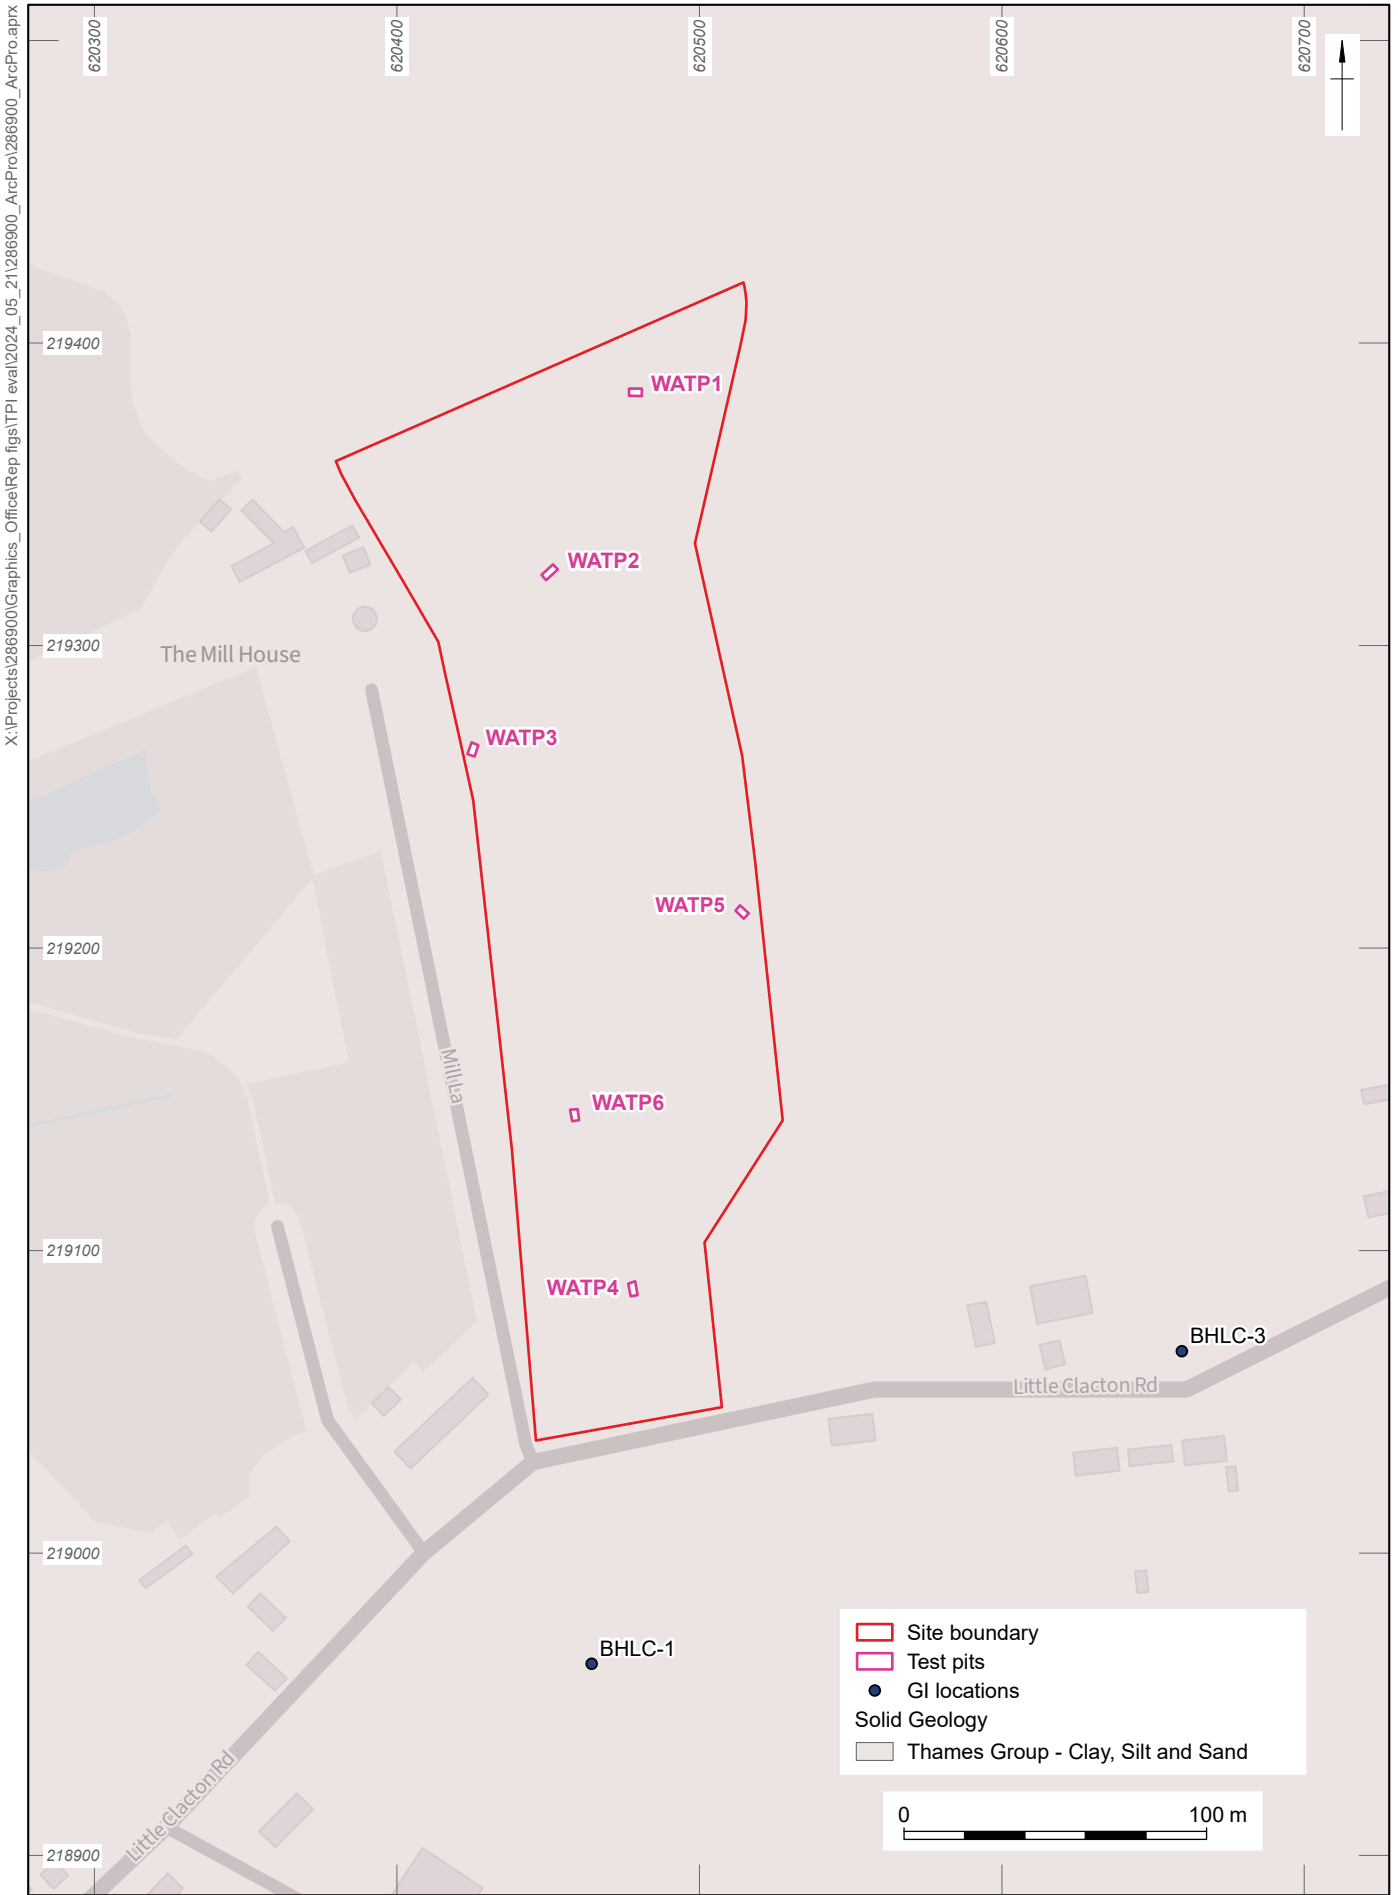 X:\Projects\286900\Graphics_Office\Rep figs\TPI eval\2024_05_21\286900_ArcPro\286900_ArcPro.aprx
620300
620400
620500
620600
620700
219400
WATP1
WATP2
219300
The Mill House
WATP3
WATP5
219200
Mill La
WATP6
219100
WATP4
BHLC-3
Little Clacton Rd
219000
BHLC-1
Site boundary
Test pits
GI locations
Solid Geology
Thames Group - Clay, Silt and Sand
Little Clacton Rd
0 100 m
218900